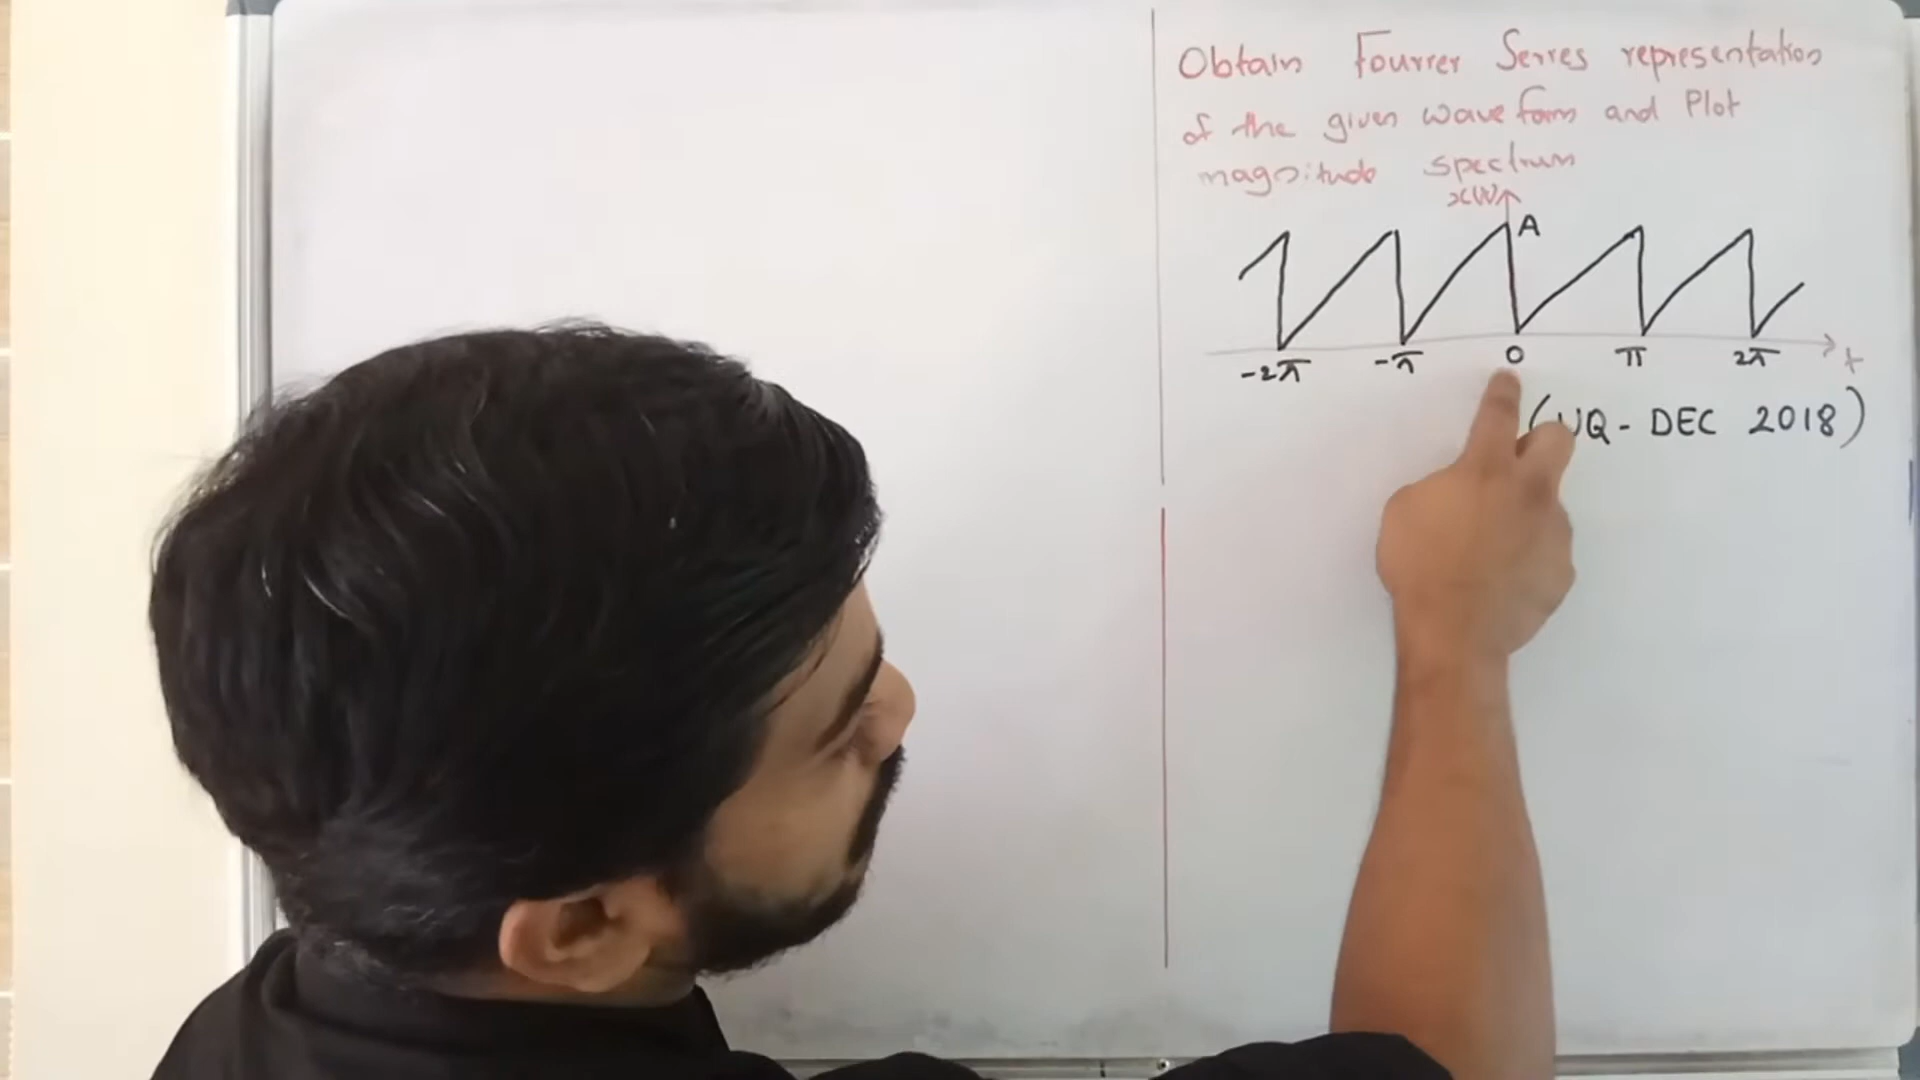 Obtain Fourier Series representation
of the given wave form and Plot
magnitude spectrum
x(t)
A
-2π -π 0 π 2π t
(UQ - DEC 2018)